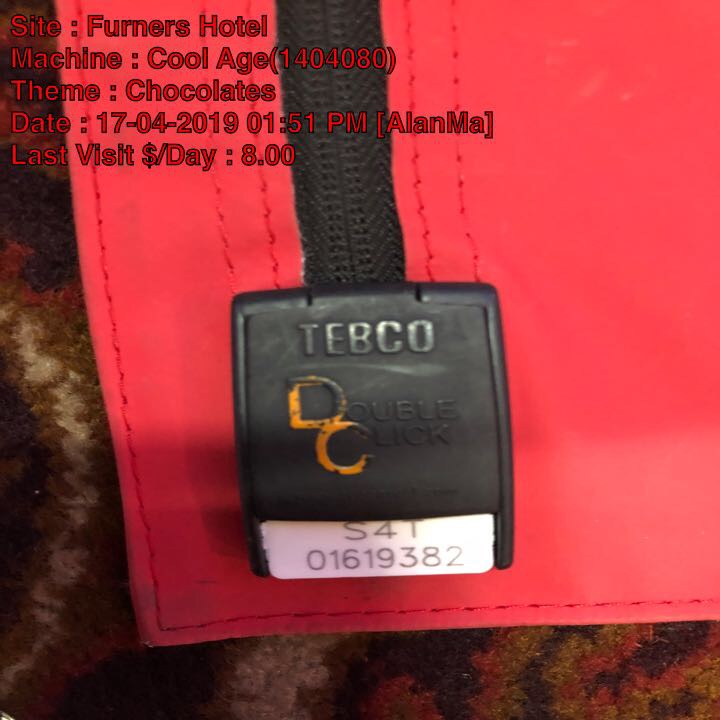 Site : Furners Hotel
Machine : Cool Age(1404080)
Theme : Chocolates
Date : 17-04-2019 01:51 PM [AlanMa]
Last Visit $/Day : 8.00
TEBCO
DOUBLE
CLICK
S4T
01619382